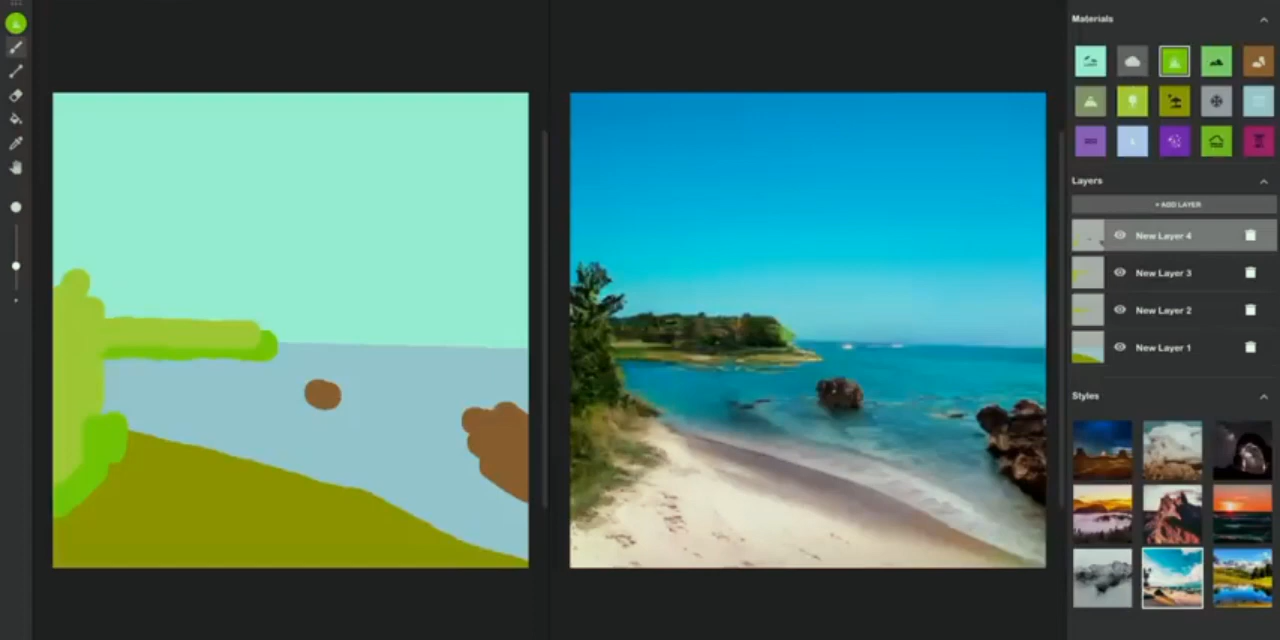 Materials
Layers
+ ADD LAYER
New Layer 4
New Layer 3
New Layer 2
New Layer 1
Styles